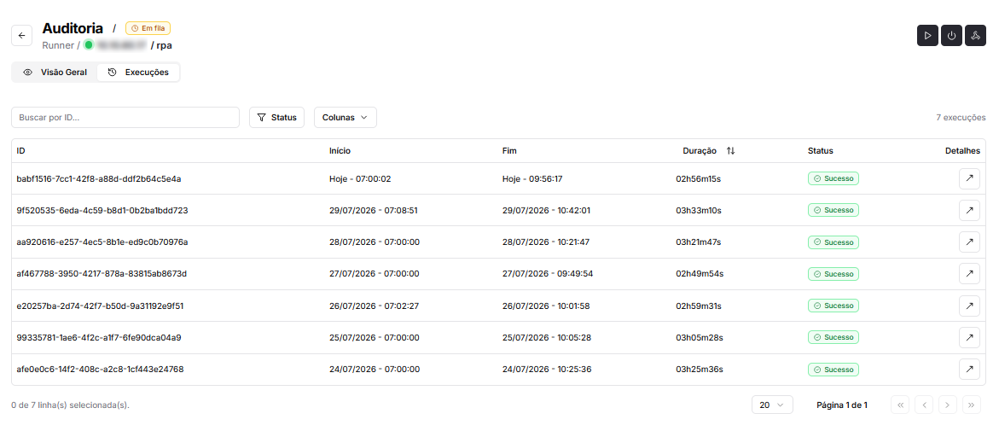 Auditoria / Em fila
Runner / / rpa
Visão Geral Execuções
Buscar por ID... Status Colunas 7 execuções
ID Início Fim Duração Status Detalhes
babf1516-7cc1-42f8-a88d-ddf2b64c5e4a Hoje - 07:00:02 Hoje - 09:56:17 02h56m15s Sucesso
9f520535-6eda-4c59-b8d1-0b2ba1bdd723 29/07/2026 - 07:08:51 29/07/2026 - 10:42:01 03h33m10s Sucesso
aa920616-e257-4ec5-8b1e-ed9c0b70976a 28/07/2026 - 07:00:00 28/07/2026 - 10:21:47 03h21m47s Sucesso
af467788-3950-4217-878a-83815ab8673d 27/07/2026 - 07:00:00 27/07/2026 - 09:49:54 02h49m54s Sucesso
e20257ba-2d74-42f7-b50d-9a31192e9f51 26/07/2026 - 07:02:27 26/07/2026 - 10:01:58 02h59m31s Sucesso
99335781-1ae6-4f2c-a1f7-6fe90dca04a9 25/07/2026 - 07:00:00 25/07/2026 - 10:05:28 03h05m28s Sucesso
afe0e0c6-14f2-408c-a2c8-1cf443e24768 24/07/2026 - 07:00:00 24/07/2026 - 10:25:36 03h25m36s Sucesso
0 de 7 linha(s) selecionada(s). 20 Página 1 de 1